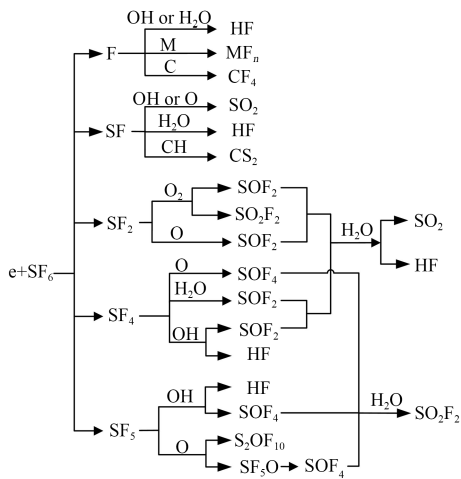 OH or H₂O HF
F M MFₙ
C CF₄
OH or O SO₂
SF H₂O HF
CH CS₂
O₂ SOF₂
SO₂F₂ H₂O SO₂
SF₂ O SOF₂
HF
e+SF₆ O SOF₄
H₂O SOF₂
SF₄ OH SOF₂
HF
OH HF
SOF₄ H₂O SO₂F₂
SF₅ O S₂OF₁₀
SF₅O SOF₄